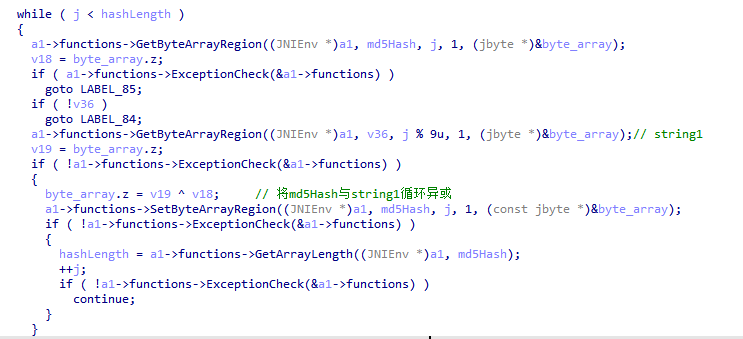 while ( j < hashLength )
{
  a1->functions->GetByteArrayRegion((JNIEnv *)a1, md5Hash, j, 1, (jbyte *)&byte_array);
  v18 = byte_array.z;
  if ( a1->functions->ExceptionCheck(&a1->functions) )
    goto LABEL_85;
  if ( !v36 )
    goto LABEL_84;
  a1->functions->GetByteArrayRegion((JNIEnv *)a1, v36, j % 9u, 1, (jbyte *)&byte_array);// string1
  v19 = byte_array.z;
  if ( !a1->functions->ExceptionCheck(&a1->functions) )
  {
    byte_array.z = v19 ^ v18;     // 将md5Hash与string1循环异或
    a1->functions->SetByteArrayRegion((JNIEnv *)a1, md5Hash, j, 1, (const jbyte *)&byte_array);
    if ( !a1->functions->ExceptionCheck(&a1->functions) )
    {
      hashLength = a1->functions->GetArrayLength((JNIEnv *)a1, md5Hash);
      ++j;
      if ( !a1->functions->ExceptionCheck(&a1->functions) )
        continue;
    }
  }